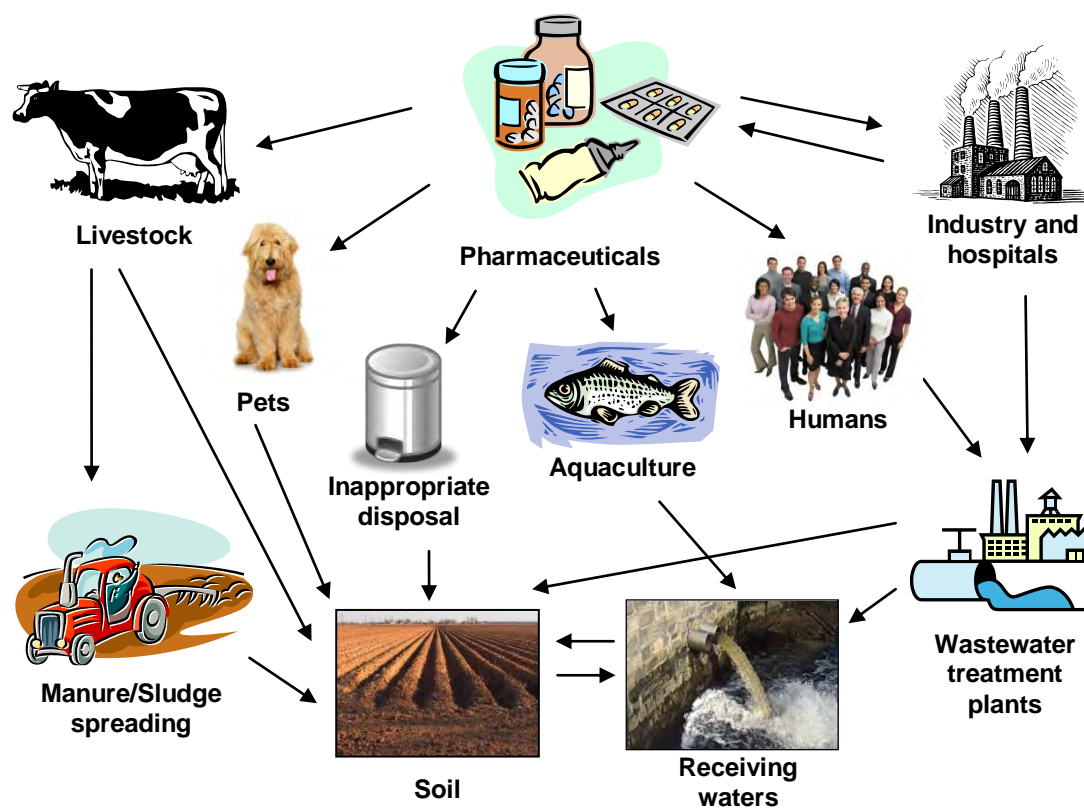 Livestock
Pharmaceuticals
Industry and
hospitals
Pets
Humans
Inappropriate
disposal
Aquaculture
Manure/Sludge
spreading
Soil
Receiving
waters
Wastewater
treatment
plants